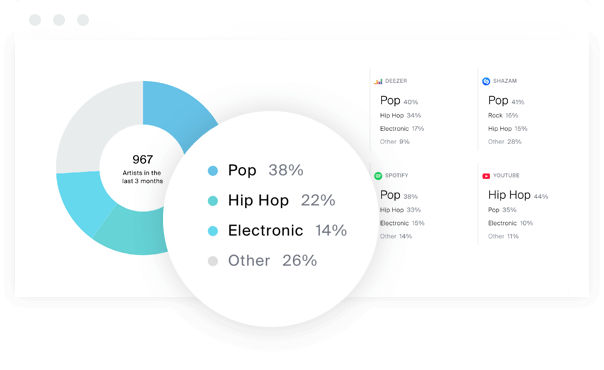 967
Artists in the
last 3 months
Pop 38%
Hip Hop 22%
Electronic 14%
Other 26%
DEEZER
Pop 40%
Hip Hop 34%
Electronic 17%
Other 9%
SHAZAM
Pop 41%
Rock 16%
Hip Hop 15%
Other 28%
SPOTIFY
Pop 38%
Hip Hop 33%
Electronic 15%
Other 14%
YOUTUBE
Hip Hop 44%
Pop 35%
Electronic 10%
Other 11%